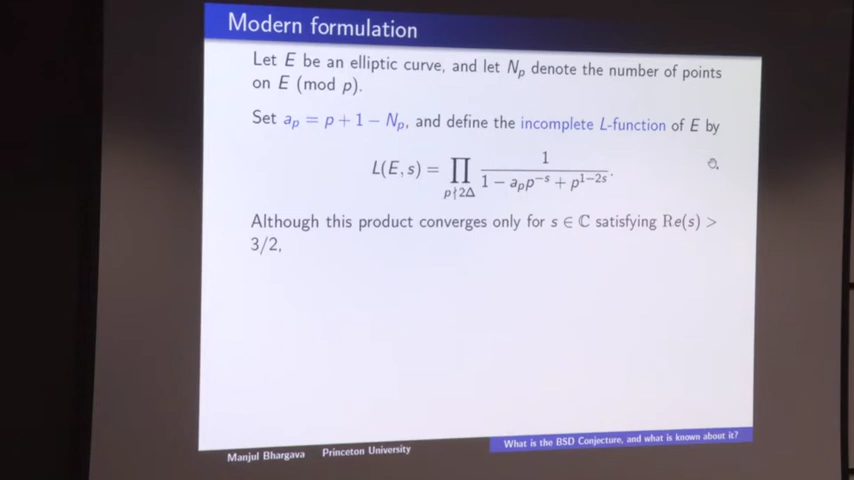 Modern formulation
Let E be an elliptic curve, and let N_p denote the number of points
on E (mod p).
Set a_p = p + 1 − N_p, and define the incomplete L-function of E by
L(E, s) = ∏_{p∤2Δ} 1 / (1 − a_p p^{−s} + p^{1−2s}).
Although this product converges only for s ∈ ℂ satisfying Re(s) >
3/2,
Manjul Bhargava Princeton University
What is the BSD Conjecture, and what is known about it?